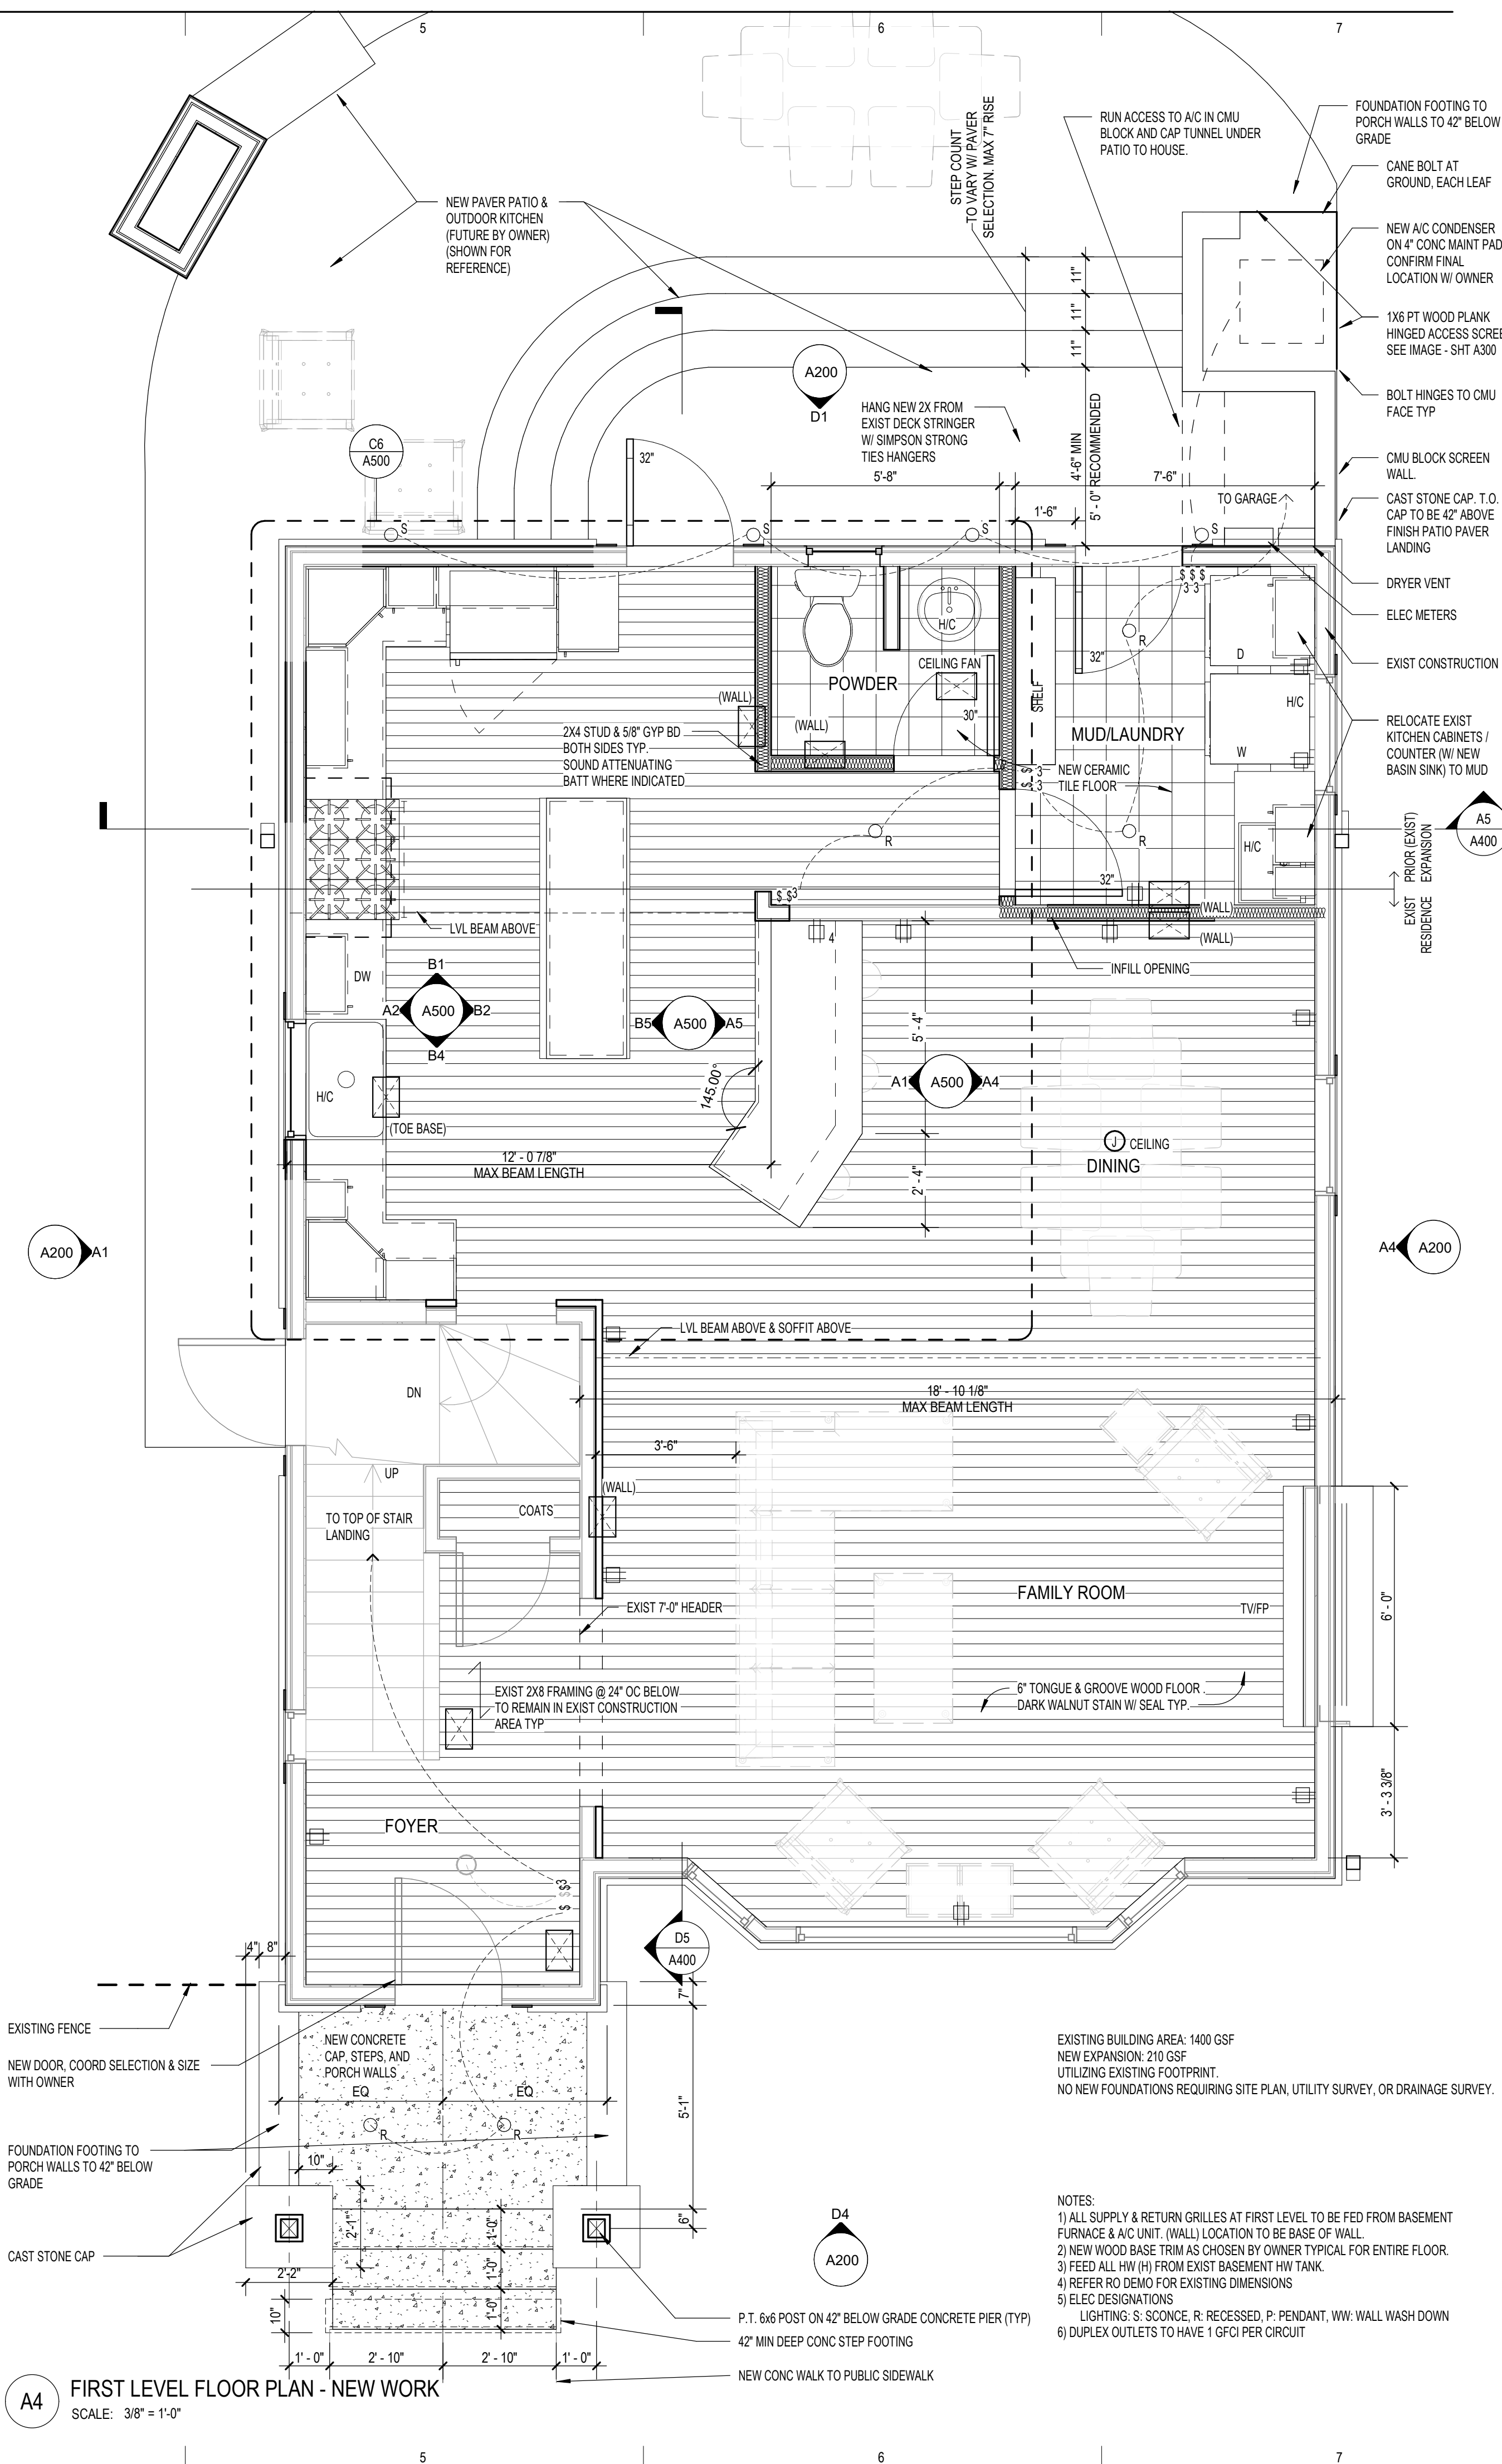 5
6
7
FOUNDATION FOOTING TO
PORCH WALLS TO 42" BELOW
GRADE
RUN ACCESS TO A/C IN CMU
BLOCK AND CAP TUNNEL UNDER
PATIO TO HOUSE.
STEP COUNT
TO VARY W/ PAVER
SELECTION. MAX 7" RISE
CANE BOLT AT
GROUND, EACH LEAF
NEW PAVER PATIO &
OUTDOOR KITCHEN
(FUTURE BY OWNER)
(SHOWN FOR
REFERENCE)
NEW A/C CONDENSER
ON 4" CONC MAINT PAD
CONFIRM FINAL
LOCATION W/ OWNER
11"
11"
11"
1X6 PT WOOD PLANK
HINGED ACCESS
SEE IMAGE - SHT A300
A200
D1
BOLT HINGES TO CMU
FACE TYP
HANG NEW 2X FROM
EXIST DECK STRINGER
W/ SIMPSON STRONG
TIES HANGERS
4'-6" MIN
5' - 0" RECOMMENDED
C6
A500
32"
5'-8"
7'-6"
CMU BLOCK SCREEN
WALL.
TO GARAGE
1'-6"
CAST STONE CAP. T.O.
CAP TO BE 42" ABOVE
FINISH PATIO PAVER
LANDING
S
S
S
S
DRYER VENT
$ $ $
3 3
ELEC METERS
H/C
R
CEILING FAN
32"
D
EXIST CONSTRUCTION
POWDER
SHELF
(WALL)
30"
H/C
(WALL)
MUD/LAUNDRY
2X4 STUD & 5/8" GYP BD
BOTH SIDES TYP.
SOUND ATTENUATING
BATT WHERE INDICATED
W
RELOCATE EXIST
KITCHEN CABINETS /
COUNTER (W/ NEW
BASIN SINK) TO MUD
NEW CERAMIC
TILE FLOOR
$ 3
$ 3
R
R
H/C
A5
A400
PRIOR (EXIST)
EXPANSION
EXIST
RESIDENCE
32"
$ $3
(WALL)
LVL BEAM ABOVE
4
(WALL)
INFILL OPENING
DW
B1
A2
A500
B2
B4
B5
A500
A5
5' - 4"
H/C
145.00°
A1
A500
A4
(TOE BASE)
J
CEILING
DINING
12' - 0 7/8"
MAX BEAM LENGTH
2' - 4"
A200
A1
A4
A200
LVL BEAM ABOVE & SOFFIT ABOVE
DN
18' - 10 1/8"
MAX BEAM LENGTH
3'-6"
UP
(WALL)
COATS
TO TOP OF STAIR
LANDING
FAMILY ROOM
TV/FP
6' - 0"
EXIST 7'-0" HEADER
EXIST 2X8 FRAMING @ 24" OC BELOW
TO REMAIN IN EXIST CONSTRUCTION
AREA TYP
6" TONGUE & GROOVE WOOD FLOOR .
DARK WALNUT STAIN W/ SEAL TYP.
3' - 3 3/8"
FOYER
$ $3
$
4"
8"
D5
A400
7"
EXISTING FENCE
NEW CONCRETE
CAP, STEPS, AND
PORCH WALLS
NEW DOOR, COORD SELECTION & SIZE
WITH OWNER
EQ
EQ
5'-1"
EXISTING BUILDING AREA: 1400 GSF
NEW EXPANSION: 210 GSF
UTILIZING EXISTING FOOTPRINT.
NO NEW FOUNDATIONS REQUIRING SITE PLAN, UTILITY SURVEY, OR DRAINAGE SURVEY.
R
R
FOUNDATION FOOTING TO
PORCH WALLS TO 42" BELOW
GRADE
10"
2'-1"
1'-0"
6"
CAST STONE CAP
2'-2"
1'-0"
10"
1'-0"
D4
A200
NOTES:
1) ALL SUPPLY & RETURN GRILLES AT FIRST LEVEL TO BE FED FROM BASEMENT
FURNACE & A/C UNIT. (WALL) LOCATION TO BE BASE OF WALL.
2) NEW WOOD BASE TRIM AS CHOSEN BY OWNER TYPICAL FOR ENTIRE FLOOR.
3) FEED ALL HW (H) FROM EXIST BASEMENT HW TANK.
4) REFER RO DEMO FOR EXISTING DIMENSIONS
5) ELEC DESIGNATIONS
LIGHTING: S: SCONCE, R: RECESSED, P: PENDANT, WW: WALL WASH DOWN
6) DUPLEX OUTLETS TO HAVE 1 GFCI PER CIRCUIT
P.T. 6x6 POST ON 42" BELOW GRADE CONCRETE PIER (TYP)
42" MIN DEEP CONC STEP FOOTING
NEW CONC WALK TO PUBLIC SIDEWALK
1' - 0"
2' - 10"
2' - 10"
1' - 0"
A4
FIRST LEVEL FLOOR PLAN - NEW WORK
SCALE: 3/8" = 1'-0"
5
6
7